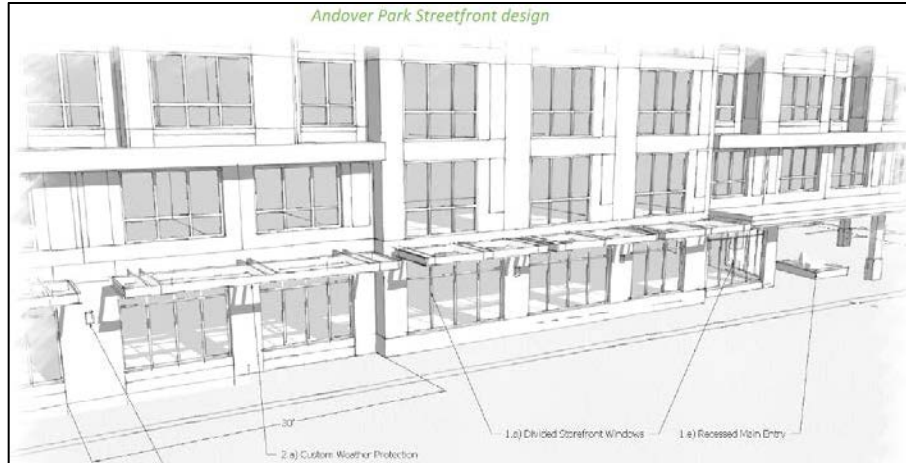 Andover Park Streetfront design
30'
1.a) Divided Storefront Windows
1.e) Recessed Main Entry
2.a) Custom Weather Protection